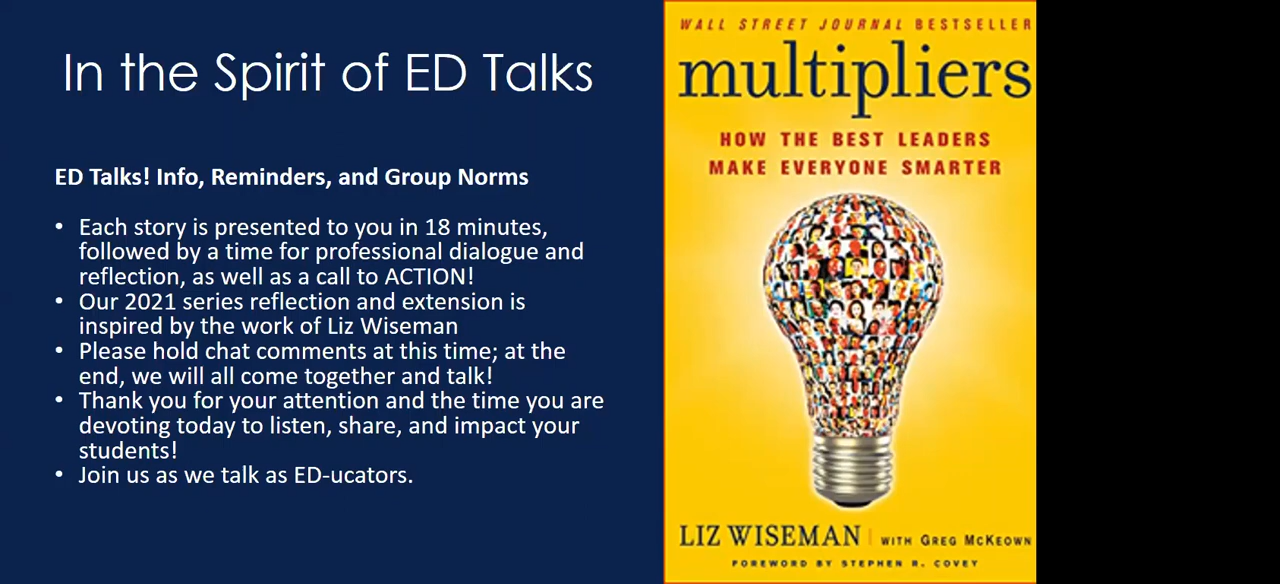 In the Spirit of ED Talks
ED Talks! Info, Reminders, and Group Norms
• Each story is presented to you in 18 minutes,
followed by a time for professional dialogue and
reflection, as well as a call to ACTION!
• Our 2021 series reflection and extension is
inspired by the work of Liz Wiseman
• Please hold chat comments at this time; at the
end, we will all come together and talk!
• Thank you for your attention and the time you are
devoting today to listen, share, and impact your
students!
• Join us as we talk as ED-ucators.
WALL STREET JOURNAL BESTSELLER
multipliers
HOW THE BEST LEADERS
MAKE EVERYONE SMARTER
LIZ WISEMAN | WITH GREG MCKEOWN
FOREWORD BY STEPHEN R. COVEY